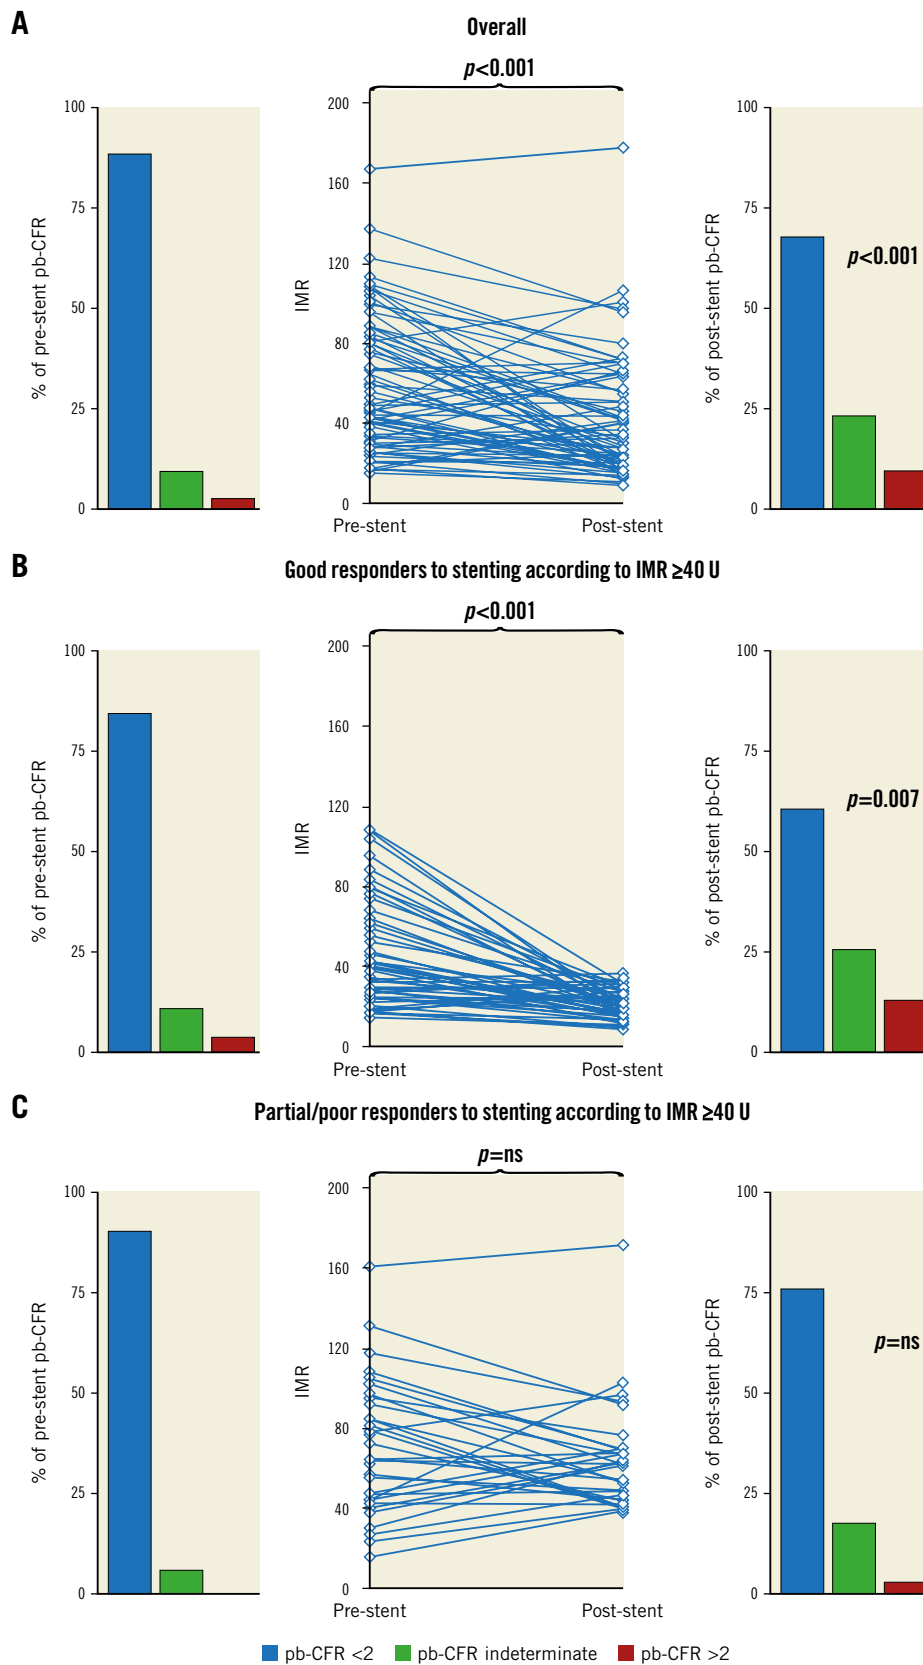 A
Overall
p<0.001
100
75
50
25
0
% of pre-stent pb-CFR
200
160
120
80
40
0
IMR
Pre-stent
Post-stent
100
75
50
25
0
% of post-stent pb-CFR
p<0.001
B
Good responders to stenting according to IMR ≥40 U
p<0.001
100
75
50
25
0
% of pre-stent pb-CFR
200
160
120
80
40
0
IMR
Pre-stent
Post-stent
100
75
50
25
0
% of post-stent pb-CFR
p=0.007
C
Partial/poor responders to stenting according to IMR ≥40 U
p=ns
100
75
50
25
0
% of pre-stent pb-CFR
200
160
120
80
40
0
IMR
Pre-stent
Post-stent
100
75
50
25
0
% of post-stent pb-CFR
p=ns
pb-CFR <2
pb-CFR indeterminate
pb-CFR >2